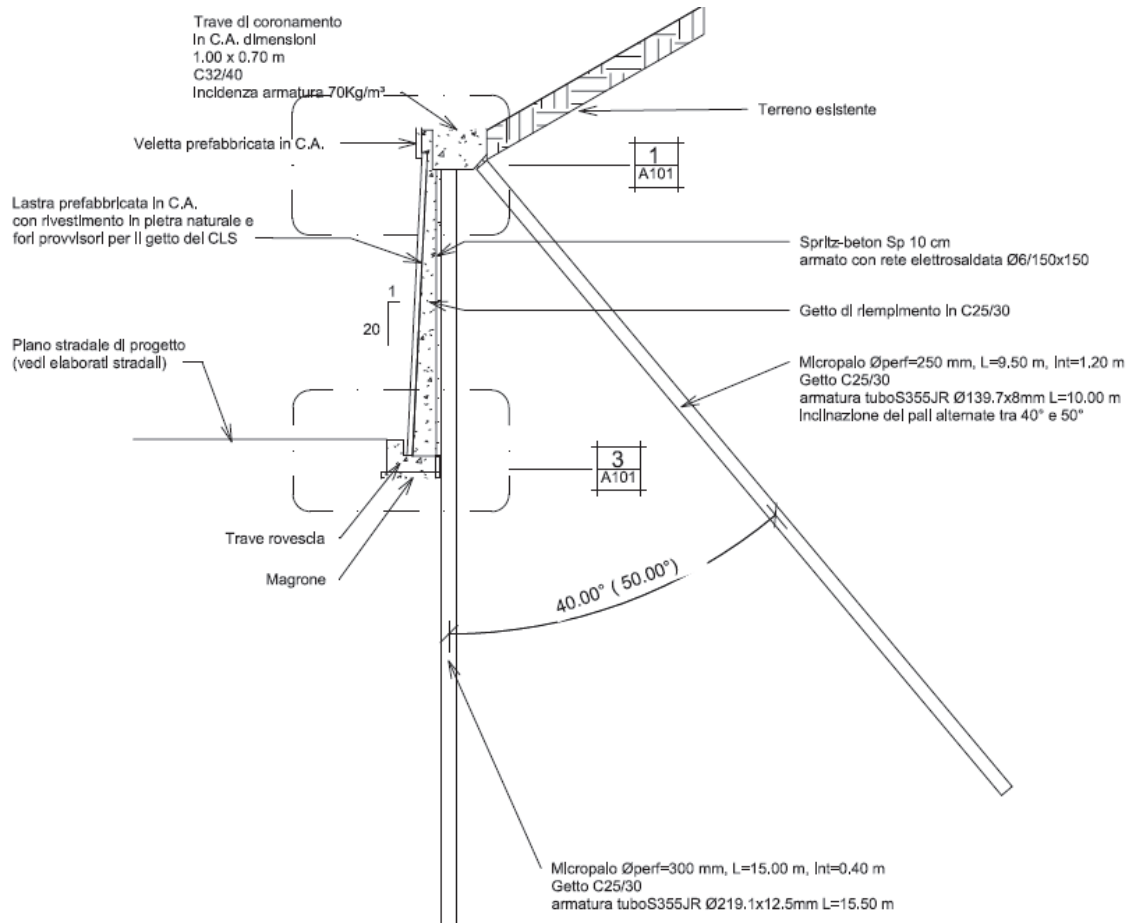 Trave di coronamento
in C.A. dimensioni
1.00 x 0.70 m
C32/40
Incidenza armatura 70Kg/m³
Terreno esistente
Veletta prefabbricata in C.A.
1
A101
Lastra prefabbricata in C.A.
con rivestimento in pietra naturale e
fori provvisori per il getto del CLS
Spritz-beton Sp 10 cm
armato con rete elettrosaldata Ø6/150x150
1
20
Getto di riempimento in C25/30
Piano stradale di progetto
(vedi elaborati stradali)
Micropalo Øperf=250 mm, L=9.50 m, Int=1.20 m
Getto C25/30
armatura tuboS355JR Ø139.7x8mm L=10.00 m
Inclinazione dei pali alternate tra 40° e 50°
3
A101
Trave rovescia
Magrone
40.00° ( 50.00°)
Micropalo Øperf=300 mm, L=15.00 m, Int=0.40 m
Getto C25/30
armatura tuboS355JR Ø219.1x12.5mm L=15.50 m